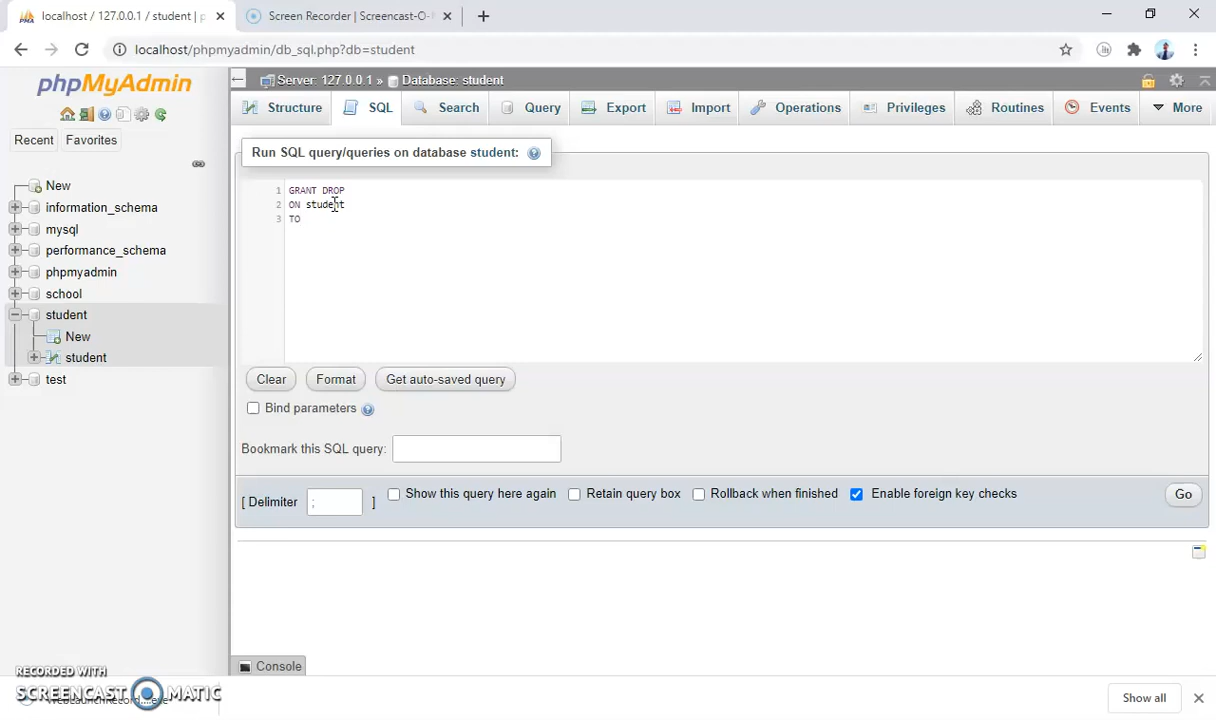 localhost / 127.0.0.1 / student | p
Screen Recorder | Screencast-O-
localhost/phpmyadmin/db_sql.php?db=student
phpMyAdmin
Recent Favorites
New
information_schema
mysql
performance_schema
phpmyadmin
school
student
New
student
test
Server: 127.0.0.1 » Database: student
Structure SQL Search Query Export Import Operations Privileges Routines Events More
Run SQL query/queries on database student:
1 GRANT DROP
2 ON student
3 TO
Clear Format Get auto-saved query
Bind parameters
Bookmark this SQL query:
[ Delimiter ; ] Show this query here again Retain query box Rollback when finished Enable foreign key checks Go
Console
RECORDED WITH
SCREENCAST MATIC
Show all